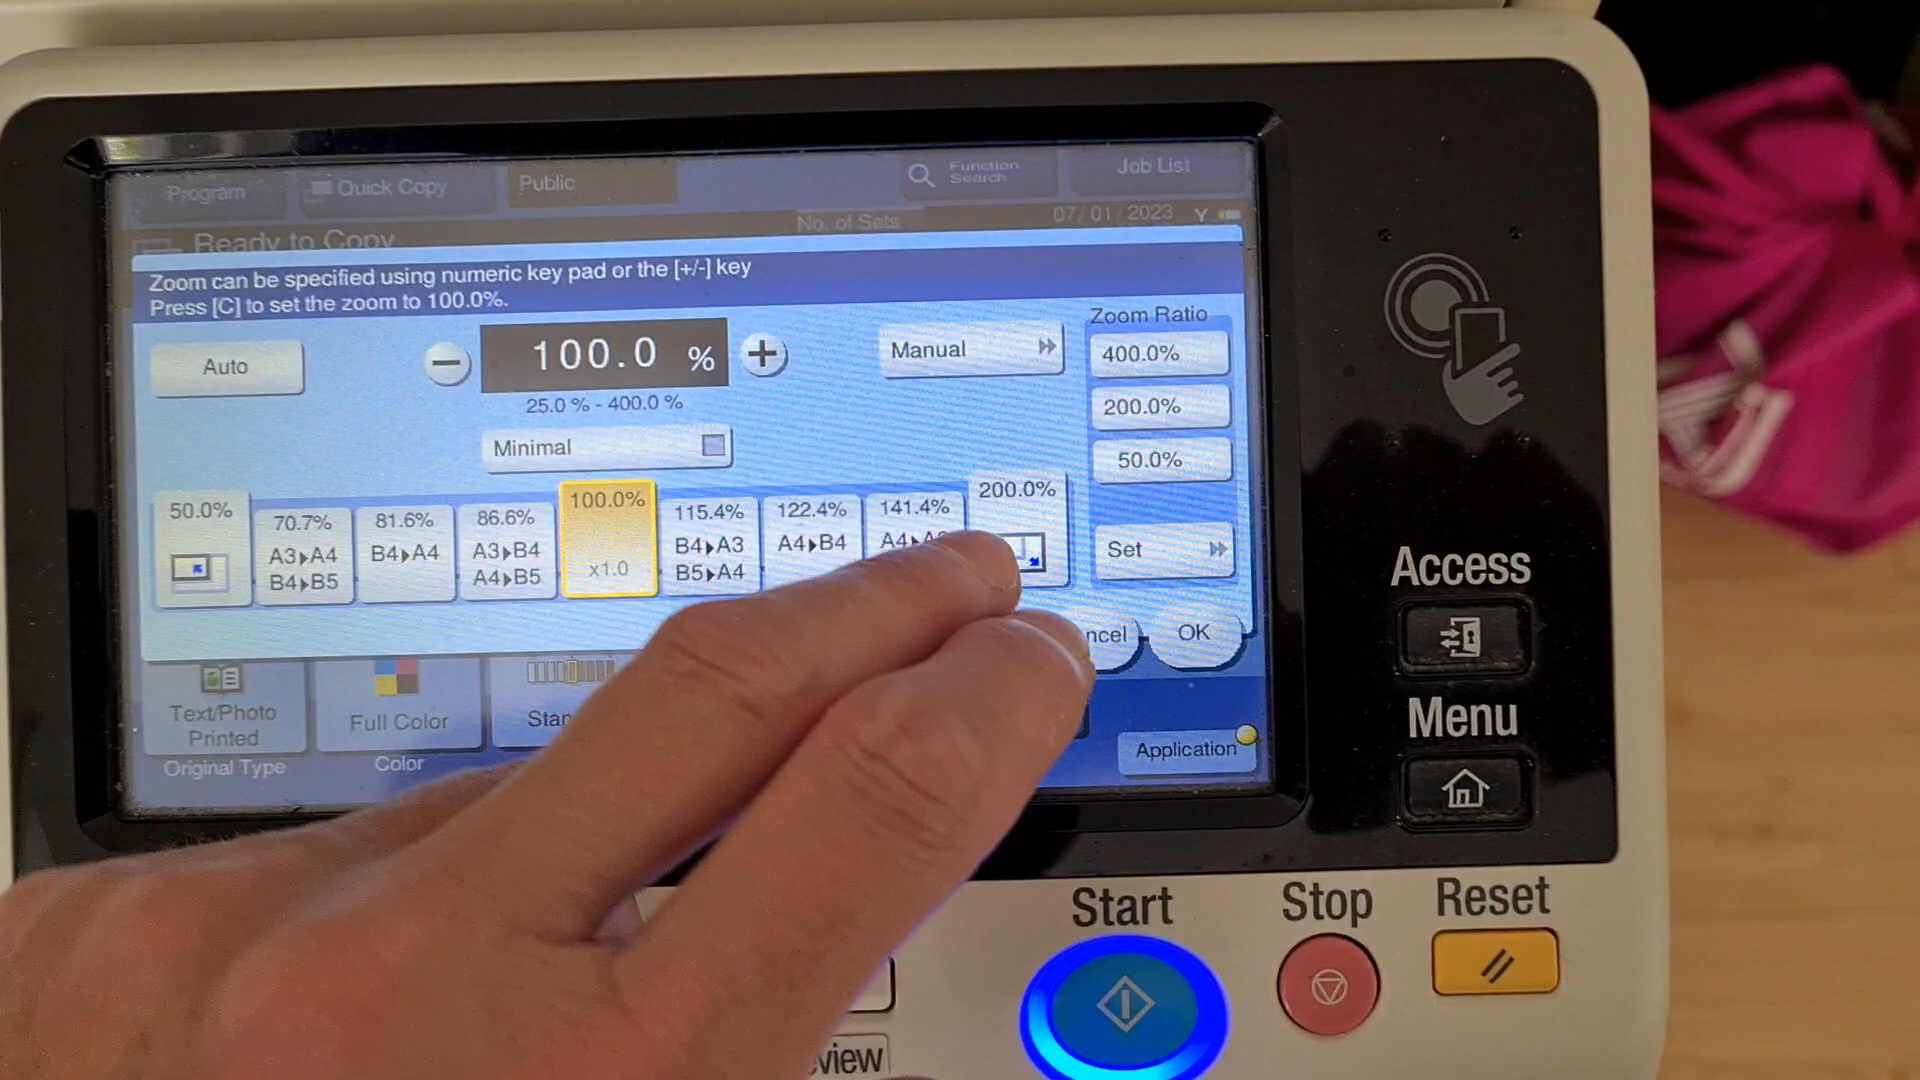 Program
Quick Copy
Public
Function Search
Job List
Ready to Copy
No. of Sets
07/01/2023
Zoom can be specified using numeric key pad or the [+/-] key
Press [C] to set the zoom to 100.0%.
Auto
−
100.0 %
+
25.0 % - 400.0 %
Minimal
Manual
Zoom Ratio
400.0%
200.0%
50.0%
Set
50.0%
70.7%
A3▸A4
B4▸B5
81.6%
B4▸A4
86.6%
A3▸B4
A4▸B5
100.0%
x1.0
115.4%
B4▸A3
B5▸A4
122.4%
A4▸B4
141.4%
200.0%
ncel
OK
Text/Photo
Printed
Original Type
Full Color
Color
Stan
Application
Access
Menu
Start
Stop
Reset
view